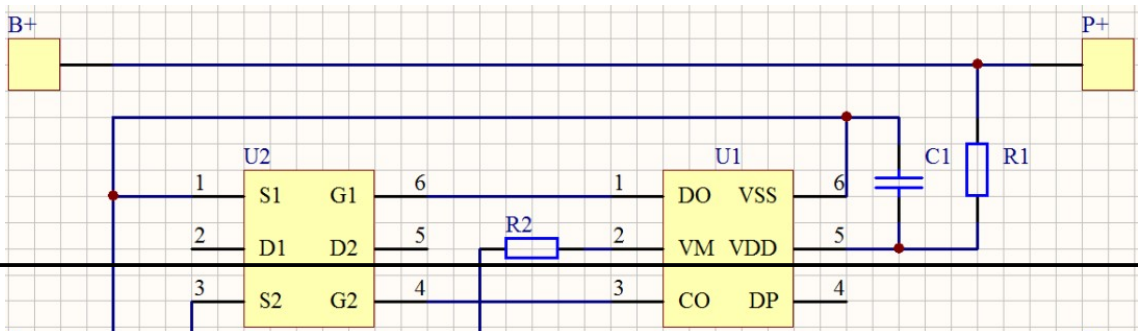 B+ P+
U2 U1 C1 R1
1 S1 G1 6 1 DO VSS 6
R2
2 D1 D2 5 2 VM VDD 5
3 S2 G2 4 3 CO DP 4